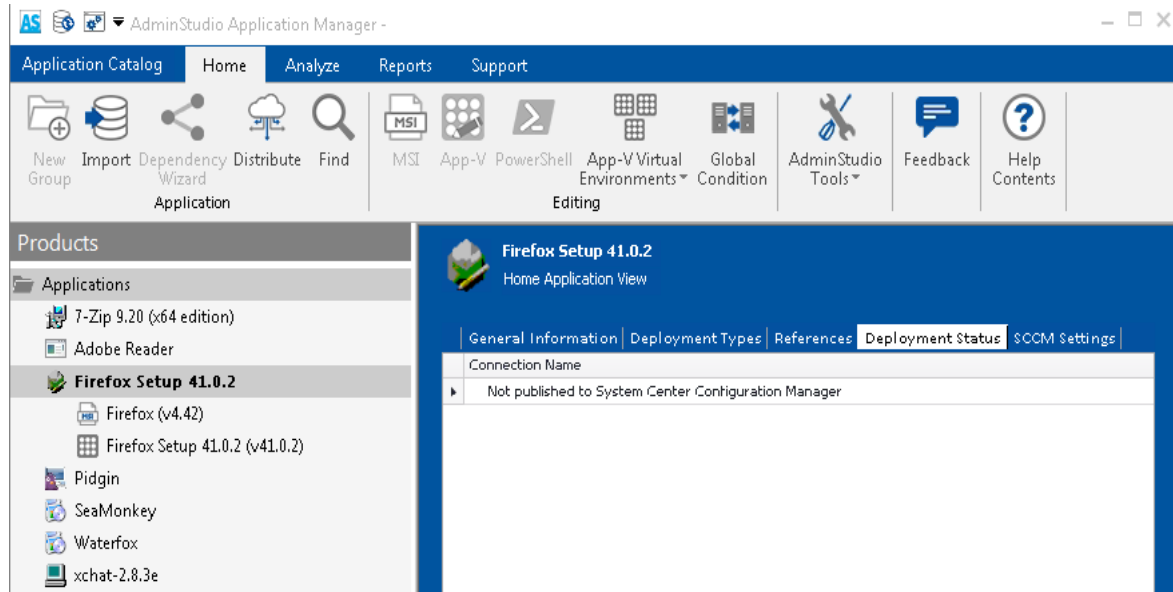 AS AdminStudio Application Manager -
Application Catalog Home Analyze Reports Support
MSI
New Group Import Dependency Wizard Distribute Find MSI App-V PowerShell App-V Virtual Environments Global Condition AdminStudio Tools Feedback Help Contents
Application Editing
Products
Applications
7-Zip 9.20 (x64 edition)
Adobe Reader
Firefox Setup 41.0.2
Firefox (v4.42)
Firefox Setup 41.0.2 (v41.0.2)
Pidgin
SeaMonkey
Waterfox
xchat-2.8.3e
Firefox Setup 41.0.2
Home Application View
General Information Deployment Types References Deployment Status SCCM Settings
Connection Name
Not published to System Center Configuration Manager